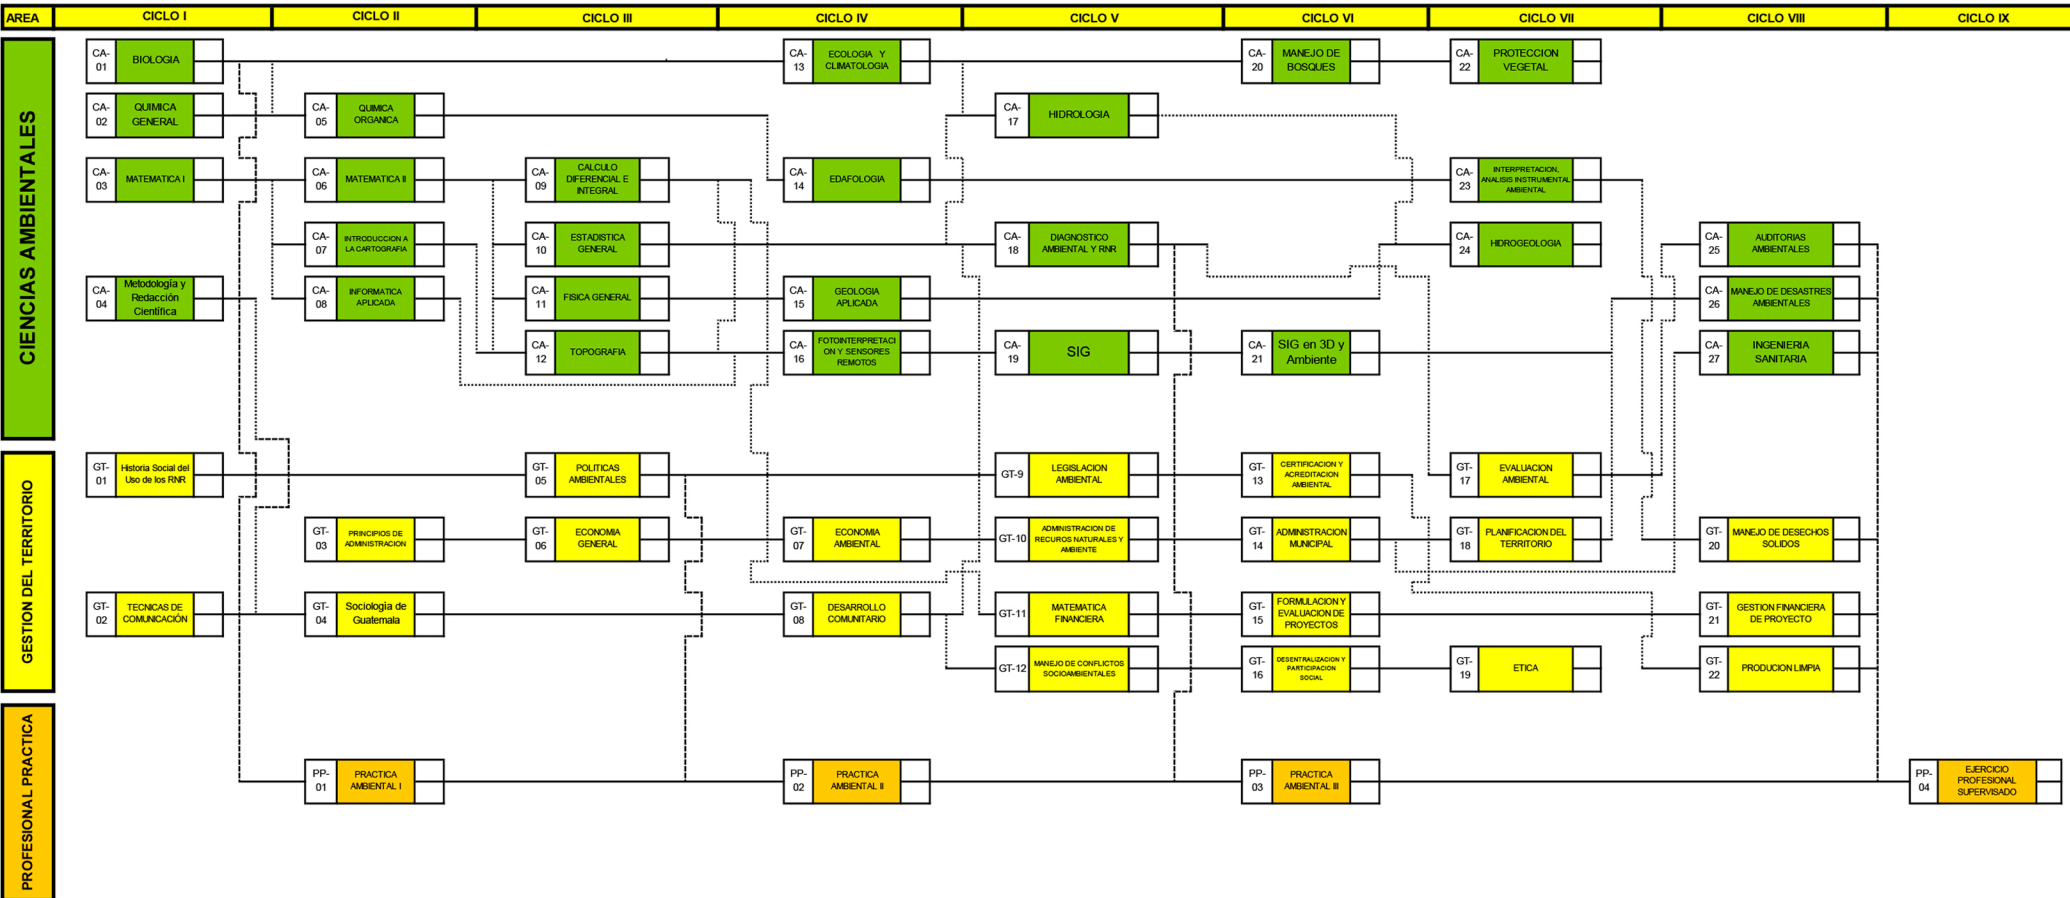 AREA
CICLO I
CICLO II
CICLO III
CICLO IV
CICLO V
CICLO VI
CICLO VII
CICLO VIII
CICLO IX
CIENCIAS AMBIENTALES
CA-
01
BIOLOGIA
CA-
13
ECOLOGIA Y
CLIMATOLOGIA
CA-
20
MANEJO DE
BOSQUES
CA-
22
PROTECCION
VEGETAL
CA-
02
QUIMICA
GENERAL
CA-
05
QUIMICA
ORGANICA
CA-
17
HIDROLOGIA
CA-
03
MATEMATICA I
CA-
06
MATEMATICA II
CA-
09
CALCULO
DIFERENCIAL E
INTEGRAL
CA-
14
EDAFOLOGIA
CA-
23
INTERPRETACION,
ANALISIS INSTRUMENTAL
AMBIENTAL
CA-
07
INTRODUCCION A
LA CARTOGRAFIA
CA-
10
ESTADISTICA
GENERAL
CA-
18
DIAGNOSTICO
AMBIENTAL Y RNR
CA-
24
HIDROGEOLOGIA
CA-
25
AUDITORIAS
AMBIENTALES
CA-
04
Metodología y
Redacción
Científica
CA-
08
INFORMATICA
APLICADA
CA-
11
FISICA GENERAL
CA-
15
GEOLOGIA
APLICADA
CA-
26
MANEJO DE DESASTRES
AMBIENTALES
CA-
12
TOPOGRAFIA
CA-
16
FOTOINTERPRETACI
ON Y SENSORES
REMOTOS
CA-
19
SIG
CA-
21
SIG en 3D y
Ambiente
CA-
27
INGENIERIA
SANITARIA
GESTION DEL TERRITORIO
GT-
01
Historia Social del
Uso de los RNR
GT-
05
POLITICAS
AMBIENTALES
GT-9
LEGISLACION
AMBIENTAL
GT-
13
CERTIFICACION Y
ACREDITACION
AMBIENTAL
GT-
17
EVALUACION
AMBIENTAL
GT-
03
PRINCIPIOS DE
ADMINISTRACION
GT-
06
ECONOMIA
GENERAL
GT-
07
ECONOMIA
AMBIENTAL
GT-10
ADMINISTRACION DE
RECUROS NATURALES Y
AMBIENTE
GT-
14
ADMINISTRACION
MUNICIPAL
GT-
18
PLANIFICACION DEL
TERRITORIO
GT-
20
MANEJO DE DESECHOS
SOLIDOS
GT-
02
TECNICAS DE
COMUNICACIÓN
GT-
04
Sociología de
Guatemala
GT-
08
DESARROLLO
COMUNITARIO
GT-11
MATEMATICA
FINANCIERA
GT-
15
FORMULACION Y
EVALUACION DE
PROYECTOS
GT-
21
GESTION FINANCIERA
DE PROYECTO
GT-12
MANEJO DE CONFLICTOS
SOCIOAMBIENTALES
GT-
16
DESENTRALIZACION Y
PARTICIPACION
SOCIAL
GT-
19
ETICA
GT-
22
PRODUCION LIMPIA
PROFESIONAL PRACTICA
PP-
01
PRACTICA
AMBIENTAL I
PP-
02
PRACTICA
AMBIENTAL II
PP-
03
PRACTICA
AMBIENTAL III
PP-
04
EJERCICIO
PROFESIONAL
SUPERVISADO